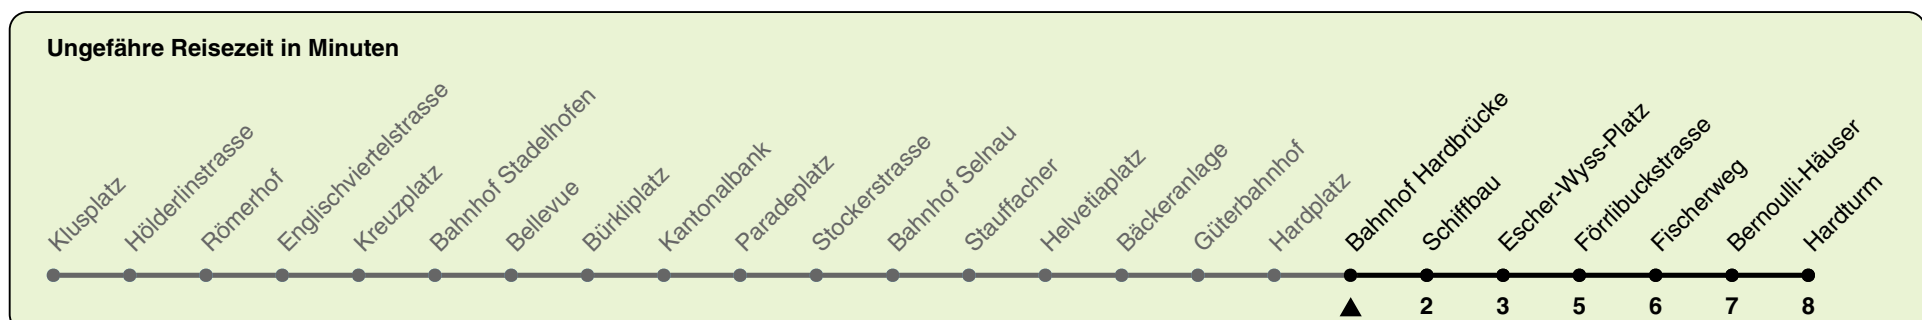 Ungefähre Reisezeit in Minuten
Klusplatz
Hölderlinstrasse
Römerhof
Englischviertelstrasse
Kreuzplatz
Bahnhof Stadelhofen
Bellevue
Bürkliplatz
Kantonalbank
Paradeplatz
Stockerstrasse
Bahnhof Selnau
Stauffacher
Helvetiaplatz
Bäckeranlage
Güterbahnhof
Hardplatz
Bahnhof Hardbrücke
Schiffbau
Escher-Wyss-Platz
Förrlibuckstrasse
Fischerweg
Bernoulli-Häuser
Hardturm
2 3 5 6 7 8